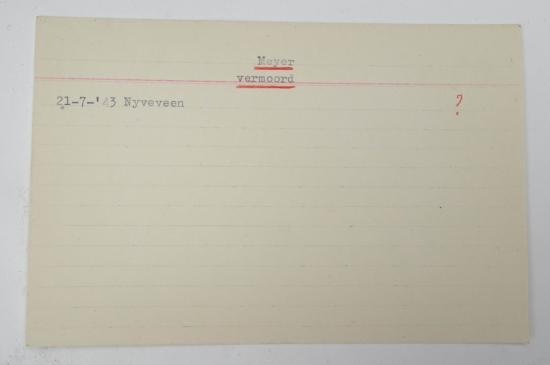 Meyer
vermoord
21-7-'43 Nyveveen ?